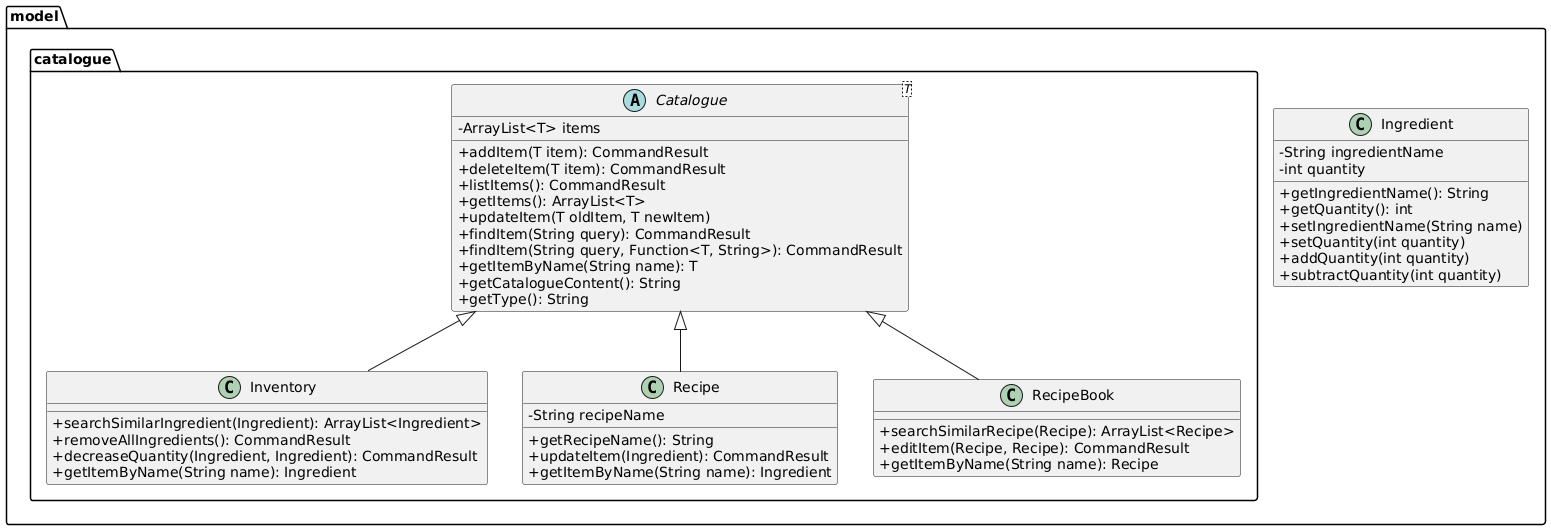 model
catalogue
A Catalogue
T
-ArrayList<T> items
+addItem(T item): CommandResult
+deleteItem(T item): CommandResult
+listItems(): CommandResult
+getItems(): ArrayList<T>
+updateItem(T oldItem, T newItem)
+findItem(String query): CommandResult
+findItem(String query, Function<T, String>): CommandResult
+getItemByName(String name): T
+getCatalogueContent(): String
+getType(): String
C Ingredient
-String ingredientName
-int quantity
+getIngredientName(): String
+getQuantity(): int
+setIngredientName(String name)
+setQuantity(int quantity)
+addQuantity(int quantity)
+subtractQuantity(int quantity)
C Inventory
+searchSimilarIngredient(Ingredient): ArrayList<Ingredient>
+removeAllIngredients(): CommandResult
+decreaseQuantity(Ingredient, Ingredient): CommandResult
+getItemByName(String name): Ingredient
C Recipe
-String recipeName
+getRecipeName(): String
+updateItem(Ingredient): CommandResult
+getItemByName(String name): Ingredient
C RecipeBook
+searchSimilarRecipe(Recipe): ArrayList<Recipe>
+editItem(Recipe, Recipe): CommandResult
+getItemByName(String name): Recipe